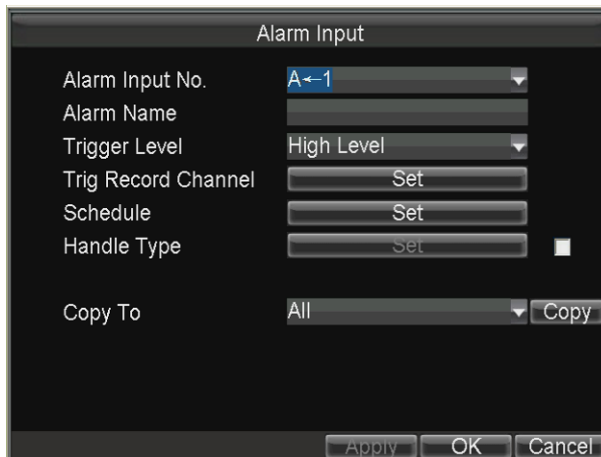 Alarm Input
Alarm Input No. A←1
Alarm Name
Trigger Level High Level
Trig Record Channel Set
Schedule Set
Handle Type Set
Copy To All Copy
Apply OK Cancel